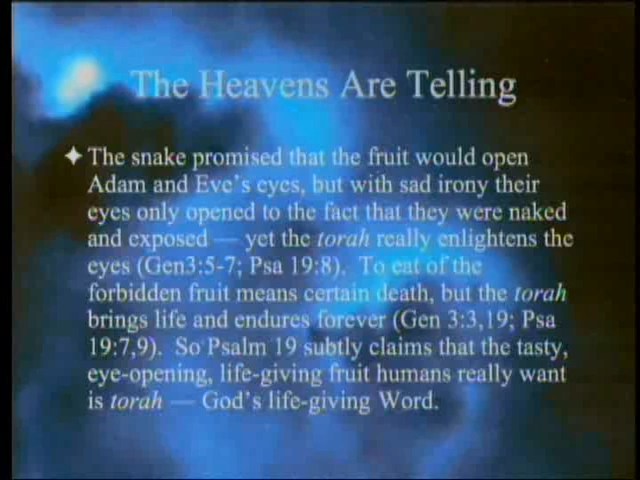 The Heavens Are Telling
The snake promised that the fruit would open
Adam and Eve's eyes, but with sad irony their
eyes only opened to the fact that they were naked
and exposed — yet the torah really enlightens the
eyes (Gen3:5-7; Psa 19:8). To eat of the
forbidden fruit means certain death, but the torah
brings life and endures forever (Gen 3:3,19; Psa
19:7,9). So Psalm 19 subtly claims that the tasty,
eye-opening, life-giving fruit humans really want
is torah — God's life-giving Word.